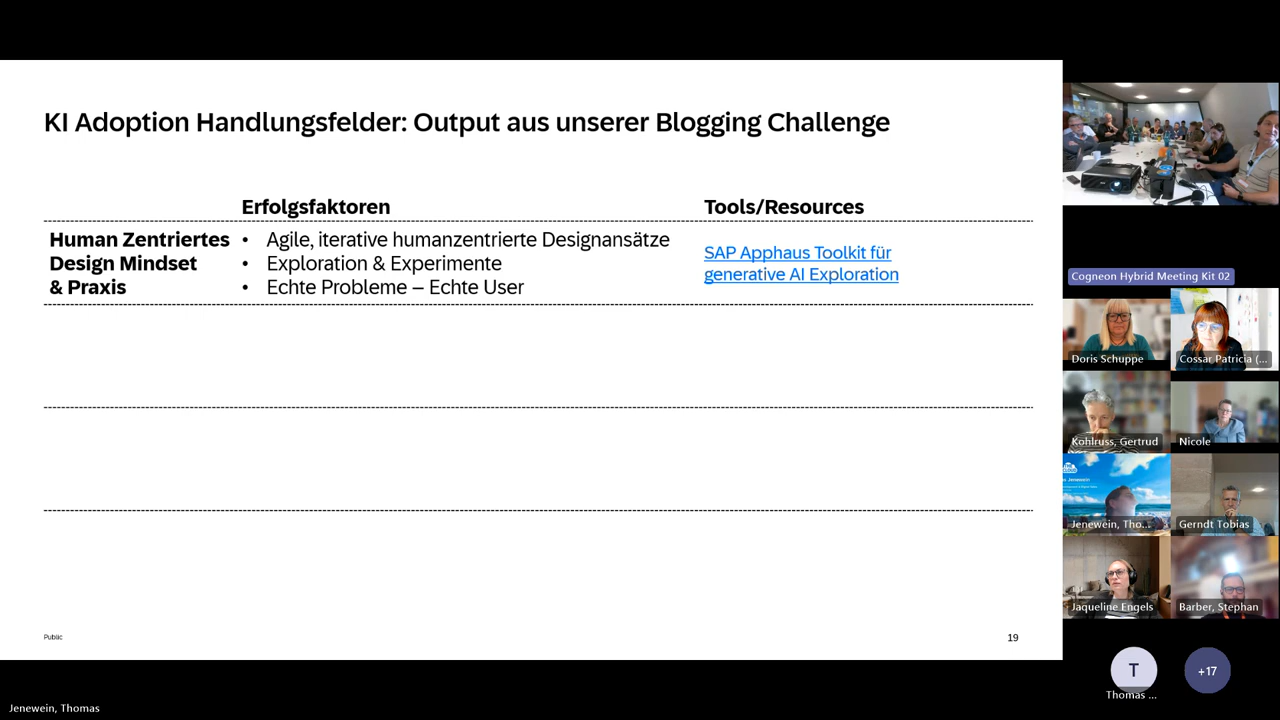 KI Adoption Handlungsfelder: Output aus unserer Blogging Challenge
Erfolgsfaktoren
Tools/Resources
Human Zentriertes
Design Mindset
& Praxis
• Agile, iterative humanzentrierte Designansätze
• Exploration & Experimente
• Echte Probleme – Echte User
SAP Apphaus Toolkit für
generative AI Exploration
Public
19
Cogneon Hybrid Meeting Kit 02
Doris Schuppe
Cossar Patricia (...
Kohlruss, Gertrud
Nicole
Jenewein, Tho...
Gerndt Tobias
Jaqueline Engels
Barber, Stephan
T
Thomas ...
+17
Jenewein, Thomas